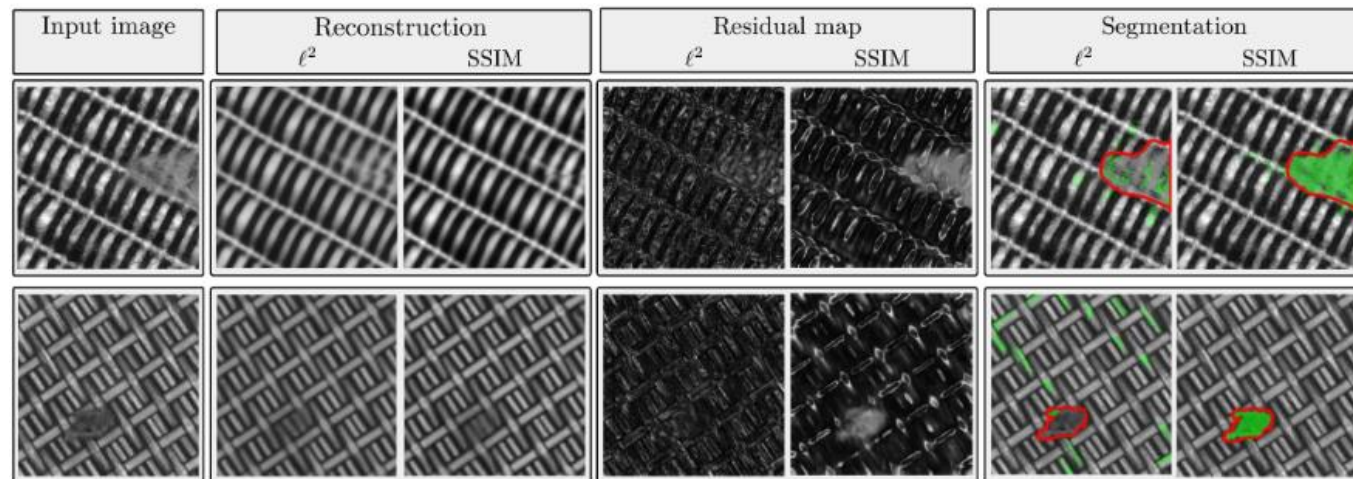 Input image
Reconstruction
ℓ² SSIM
Residual map
ℓ² SSIM
Segmentation
ℓ² SSIM